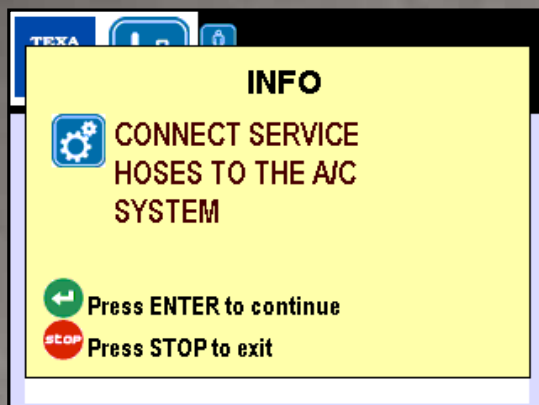 TEXA
INFO
CONNECT SERVICE
HOSES TO THE A/C
SYSTEM
Press ENTER to continue
STOP
Press STOP to exit